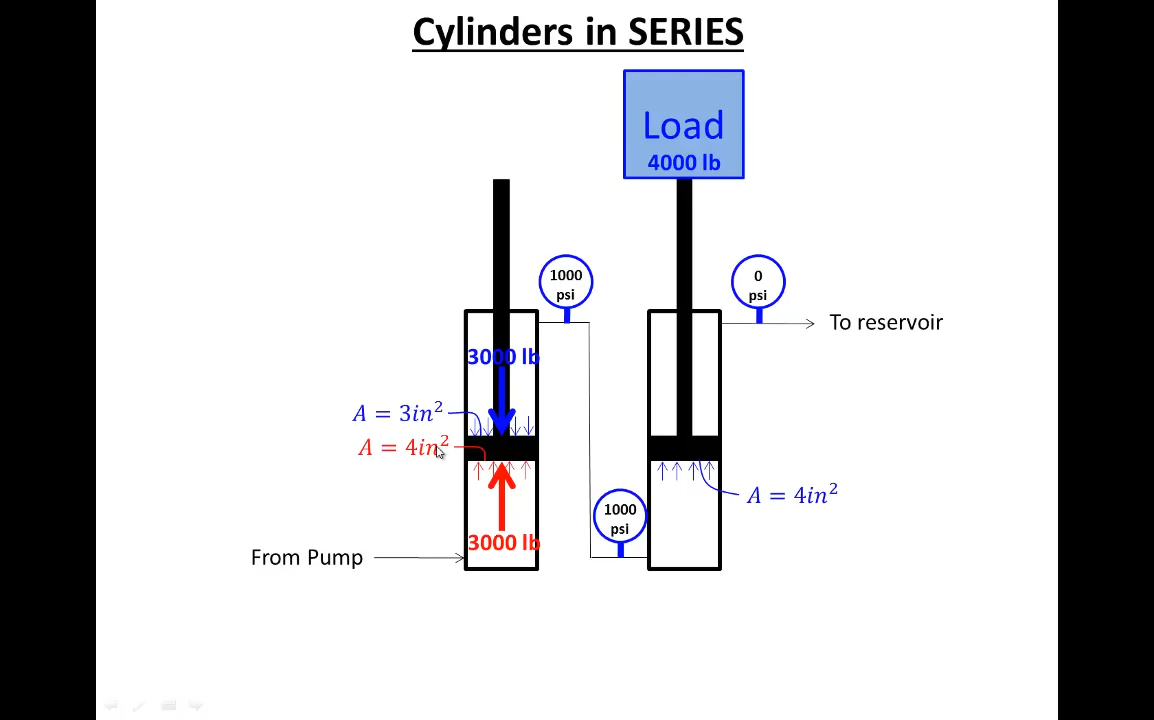 Cylinders in SERIES
Load
4000 lb
1000
psi
0
psi
To reservoir
3000 lb
A = 3in²
A = 4in²
1000
psi
A = 4in²
3000 lb
From Pump